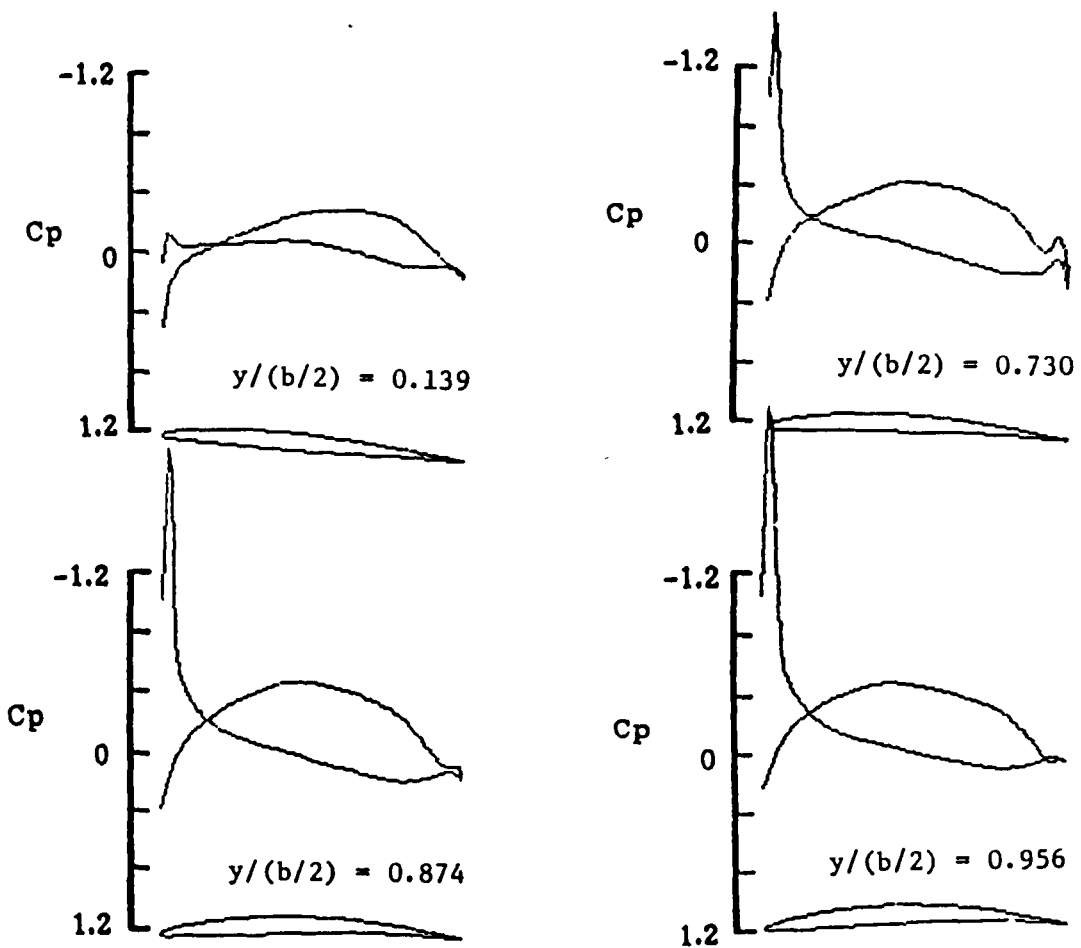 -1.2
Cp
0
y/(b/2) = 0.139
1.2
-1.2
Cp
0
y/(b/2) = 0.730
1.2
-1.2
Cp
0
y/(b/2) = 0.874
1.2
-1.2
Cp
0
y/(b/2) = 0.956
1.2